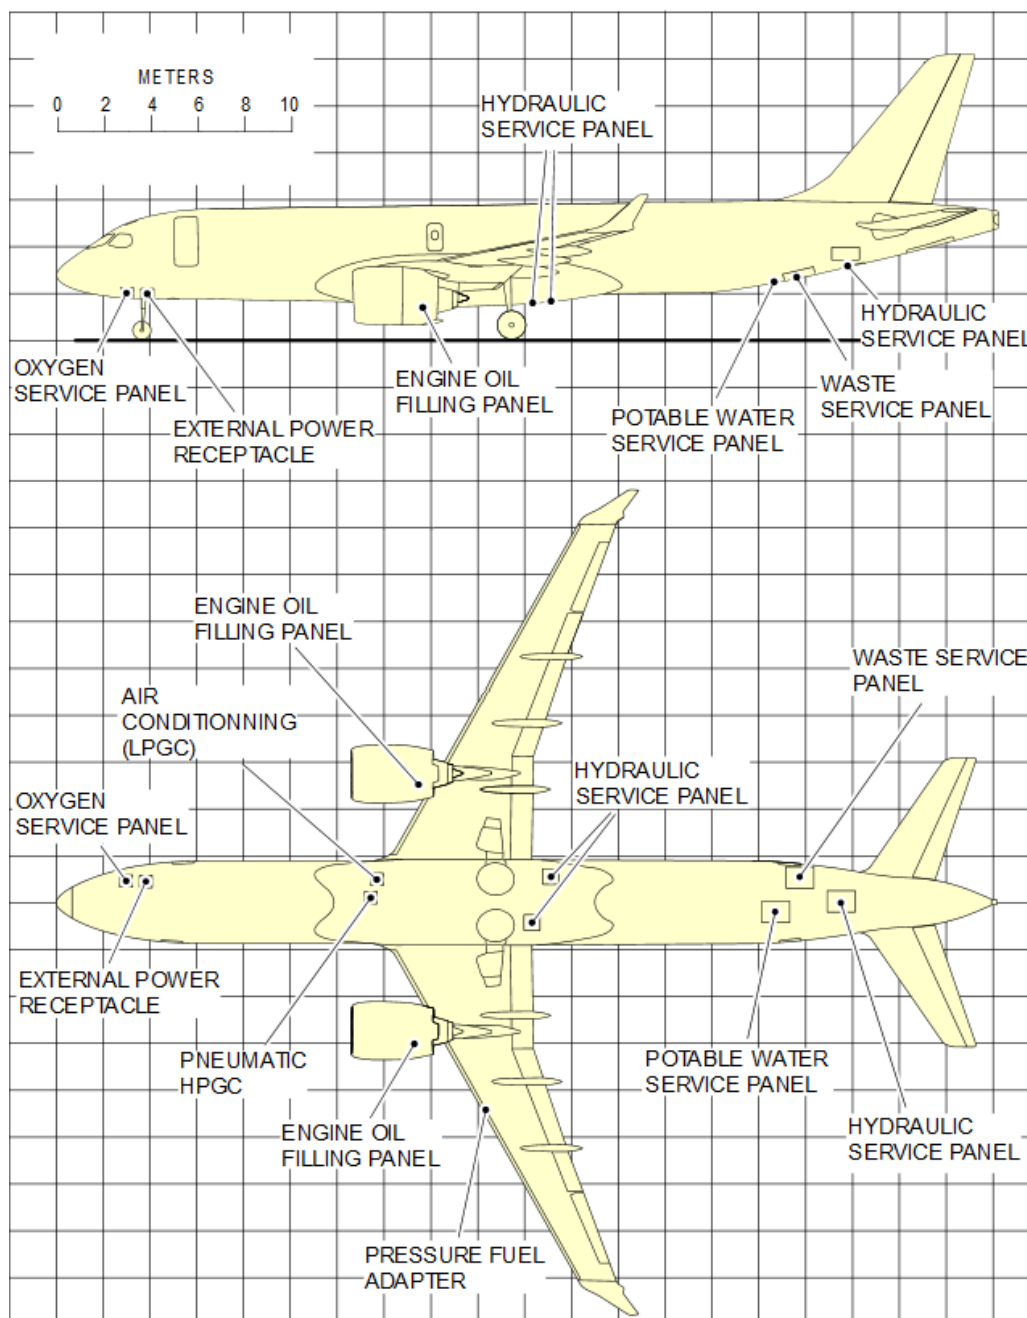 METERS
0 2 4 6 8 10
HYDRAULIC
SERVICE PANEL
OXYGEN
SERVICE PANEL
EXTERNAL POWER
RECEPTACLE
ENGINE OIL
FILLING PANEL
POTABLE WATER
SERVICE PANEL
WASTE
SERVICE PANEL
HYDRAULIC
SERVICE PANEL
ENGINE OIL
FILLING PANEL
AIR
CONDITIONNING
(LPGC)
OXYGEN
SERVICE PANEL
HYDRAULIC
SERVICE PANEL
WASTE SERVICE
PANEL
EXTERNAL POWER
RECEPTACLE
PNEUMATIC
HPGC
ENGINE OIL
FILLING PANEL
PRESSURE FUEL
ADAPTER
POTABLE WATER
SERVICE PANEL
HYDRAULIC
SERVICE PANEL